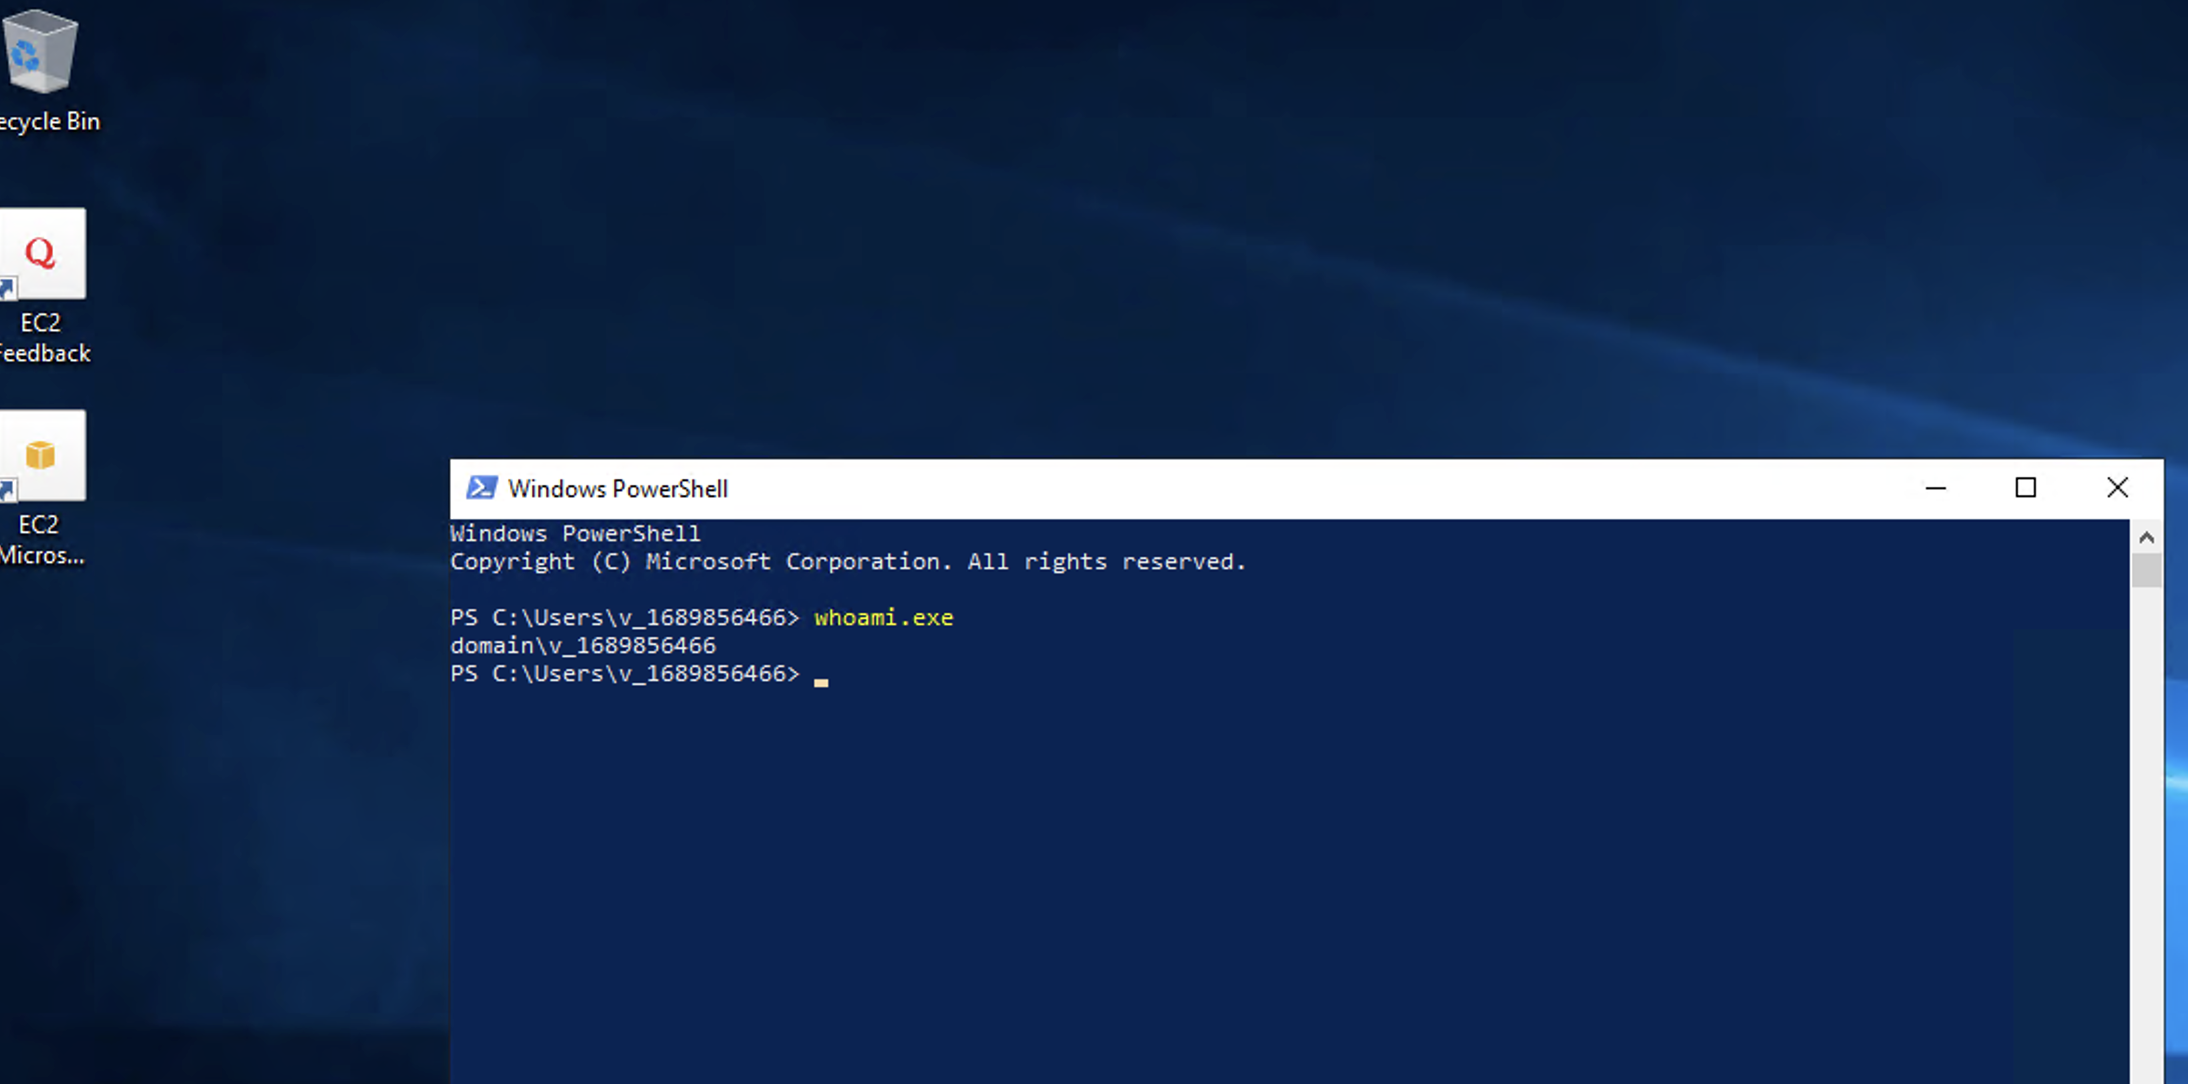 ecycle Bin
Q
EC2
Feedback
EC2
Micros...
Windows PowerShell
Windows PowerShell
Copyright (C) Microsoft Corporation. All rights reserved.
PS C:\Users\v_1689856466> whoami.exe
domain\v_1689856466
PS C:\Users\v_1689856466>